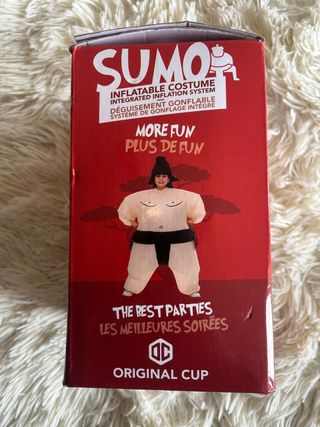 SUMO
INFLATABLE COSTUME
INTEGRATED INFLATION SYSTEM
DÉGUISEMENT GONFLABLE
SYSTÈME DE GONFLAGE INTÉGRÉ
MORE FUN
PLUS DE FUN
THE BEST PARTIES
LES MEILLEURES SOIRÉES
OC
ORIGINAL CUP